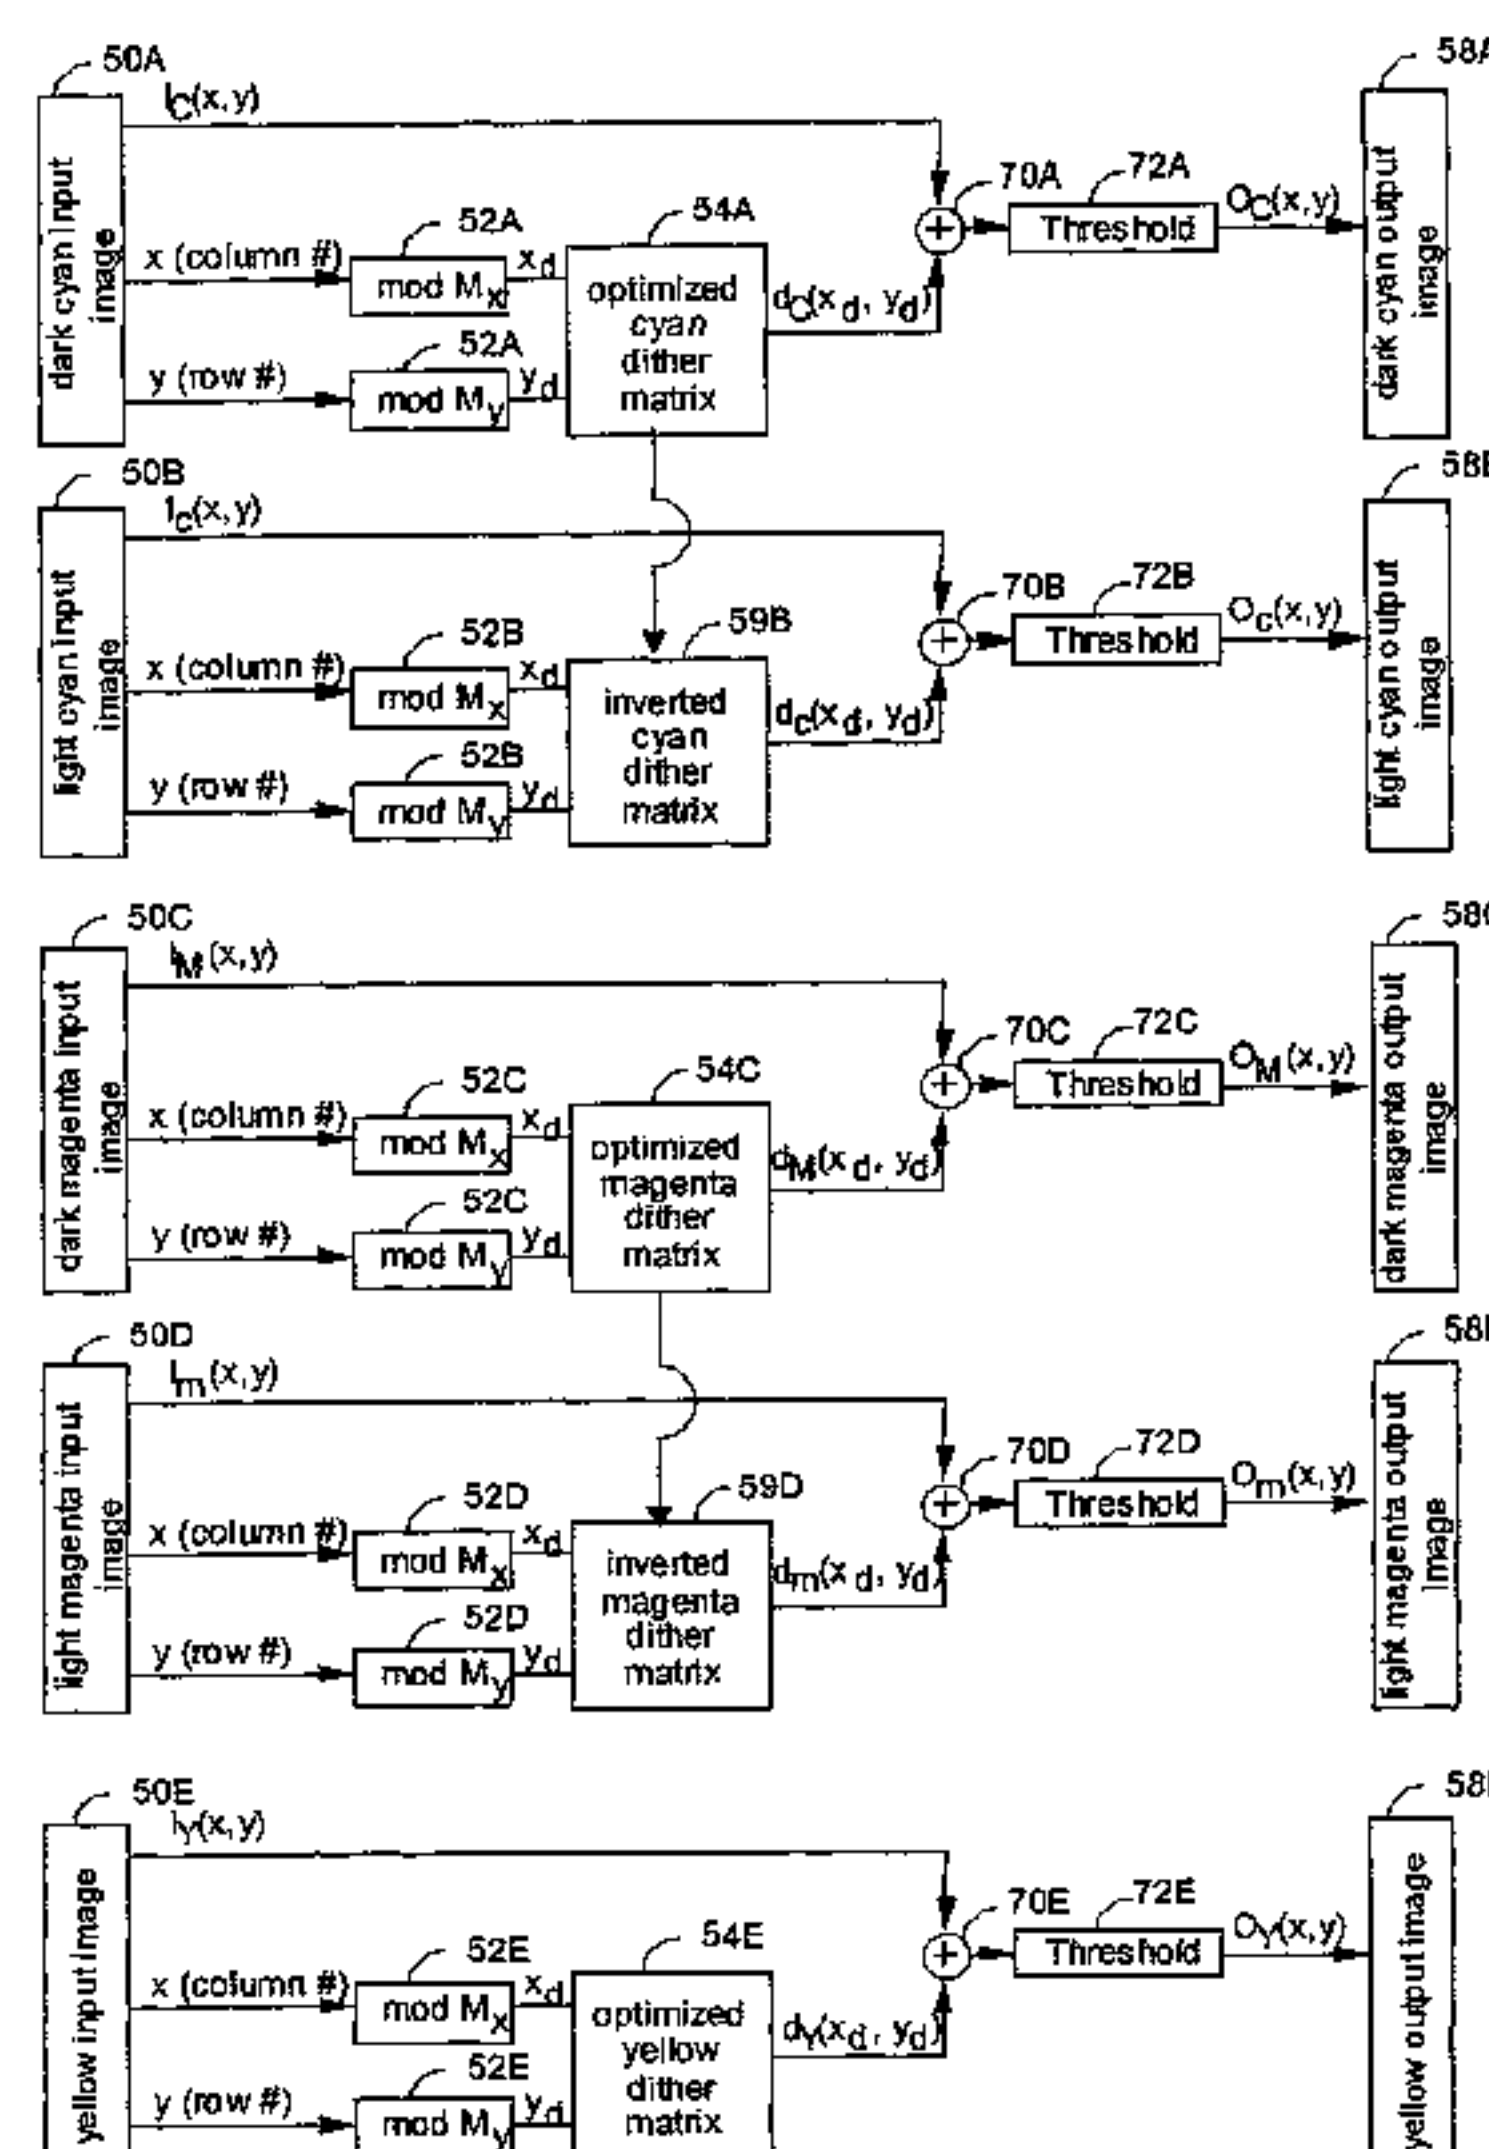 50A
I_C(x,y)
58A
dark cyan input image
x (column #)
52A
mod M_x
x_d
y (row #)
52A
mod M_y
y_d
54A
optimized cyan dither matrix
d_C(x_d, y_d)
70A
72A
Threshold
O_C(x,y)
dark cyan output image
50B
I_c(x,y)
58
light cyan input image
x (column #)
52B
mod M_x
x_d
y (row #)
52B
mod M_y
y_d
59B
inverted cyan dither matrix
d_c(x_d, y_d)
70B
72B
Threshold
O_c(x,y)
light cyan output image
50C
I_M(x,y)
58
dark magenta input image
x (column #)
52C
mod M_x
x_d
y (row #)
52C
mod M_y
y_d
54C
optimized magenta dither matrix
d_M(x_d, y_d)
70C
72C
Threshold
O_M(x,y)
dark magenta output image
50D
I_m(x,y)
58
light magenta input image
x (column #)
52D
mod M_x
x_d
y (row #)
52D
mod M_y
y_d
59D
inverted magenta dither matrix
d_m(x_d, y_d)
70D
72D
Threshold
O_m(x,y)
light magenta output image
50E
I_Y(x,y)
58
yellow input image
x (column #)
52E
mod M_x
x_d
y (row #)
52E
mod M_y
y_d
54E
optimized yellow dither matrix
d_Y(x_d, y_d)
70E
72E
Threshold
O_Y(x,y)
yellow output image